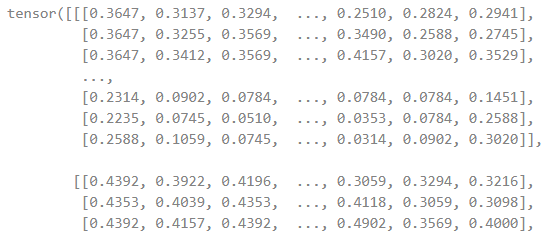 tensor([[[0.3647, 0.3137, 0.3294,  ..., 0.2510, 0.2824, 0.2941],
         [0.3647, 0.3255, 0.3569,  ..., 0.3490, 0.2588, 0.2745],
         [0.3647, 0.3412, 0.3569,  ..., 0.4157, 0.3020, 0.3529],
         ...,
         [0.2314, 0.0902, 0.0784,  ..., 0.0784, 0.0784, 0.1451],
         [0.2235, 0.0745, 0.0510,  ..., 0.0353, 0.0784, 0.2588],
         [0.2588, 0.1059, 0.0745,  ..., 0.0314, 0.0902, 0.3020]],

        [[0.4392, 0.3922, 0.4196,  ..., 0.3059, 0.3294, 0.3216],
         [0.4353, 0.4039, 0.4353,  ..., 0.4118, 0.3059, 0.3098],
         [0.4392, 0.4157, 0.4392,  ..., 0.4902, 0.3569, 0.4000],